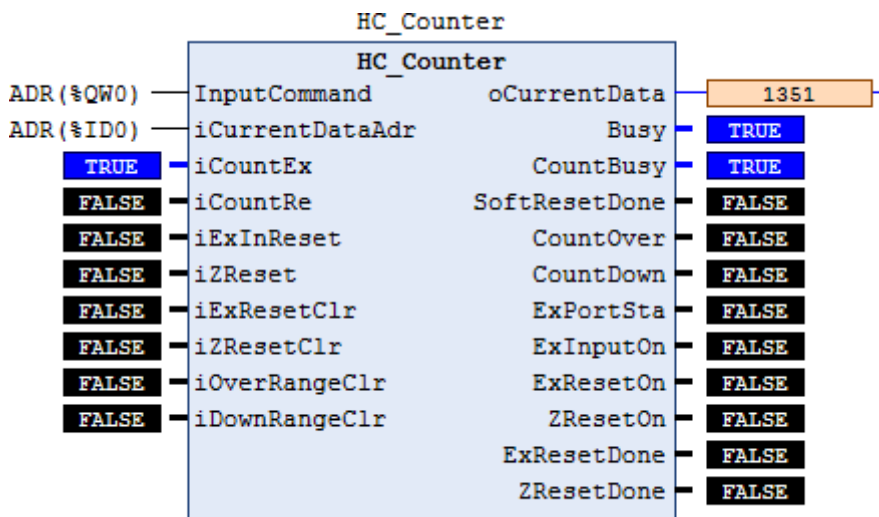 HC_Counter
HC_Counter
ADR(%QW0) InputCommand oCurrentData 1351
ADR(%ID0) iCurrentDataAdr Busy TRUE
TRUE iCountEx CountBusy TRUE
FALSE iCountRe SoftResetDone FALSE
FALSE iExInReset CountOver FALSE
FALSE iZReset CountDown FALSE
FALSE iExResetClr ExPortSta FALSE
FALSE iZResetClr ExInputOn FALSE
FALSE iOverRangeClr ExResetOn FALSE
FALSE iDownRangeClr ZResetOn FALSE
ExResetDone FALSE
ZResetDone FALSE